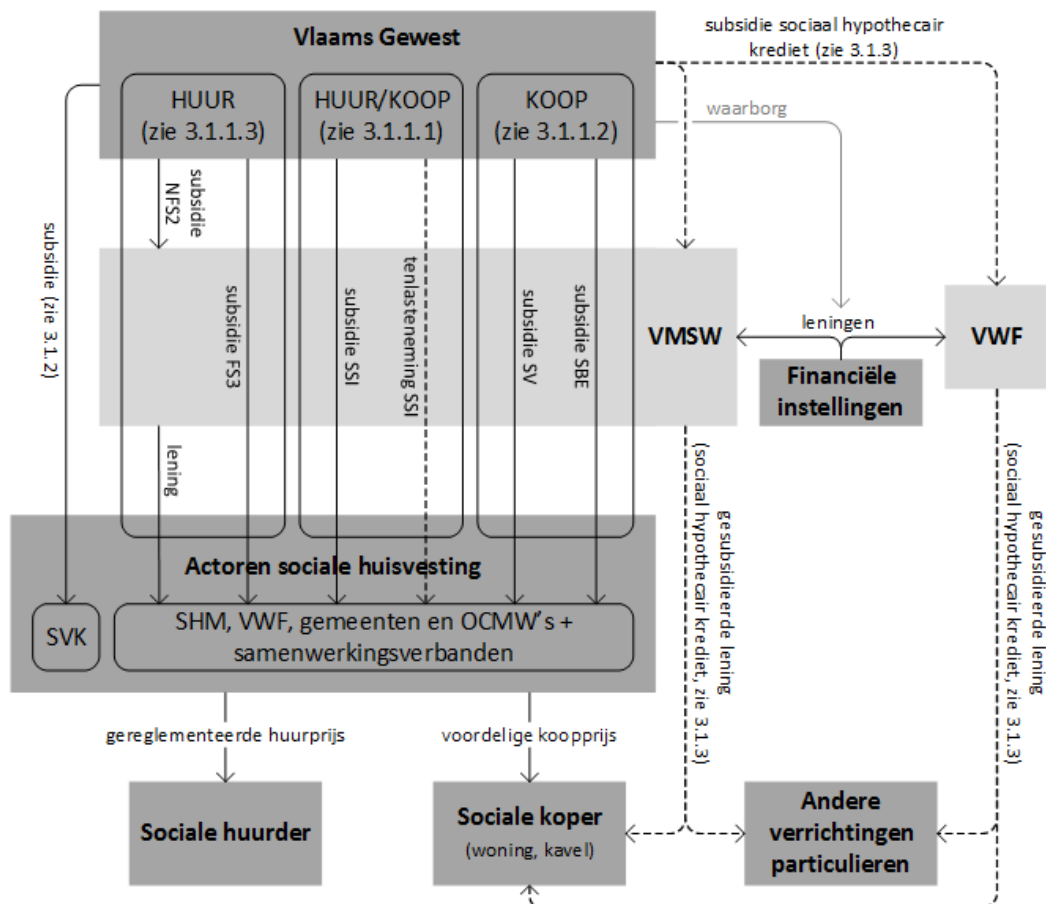 Vlaams Gewest
subsidie sociaal hypothecair
krediet (zie 3.1.3)
HUUR
(zie 3.1.1.3)
HUUR/KOOP
(zie 3.1.1.1)
KOOP
(zie 3.1.1.2)
waarborg
subsidie (zie 3.1.2)
subsidie
NFS2
subsidie FS3
subsidie SSI
tenlasteneming SSI
subsidie SV
subsidie SBE
VMSW
leningen
VWF
Financiële
instellingen
lening
gesubsidieerde lening
(sociaal hypothecair krediet, zie 3.1.3)
gesubsidieerde lening
(sociaal hypothecair krediet, zie 3.1.3)
Actoren sociale huisvesting
SVK
SHM, VWF, gemeenten en OCMW's +
samenwerkingsverbanden
gereglementeerde huurprijs
voordelige koopprijs
Sociale huurder
Sociale koper
(woning, kavel)
Andere
verrichtingen
particulieren